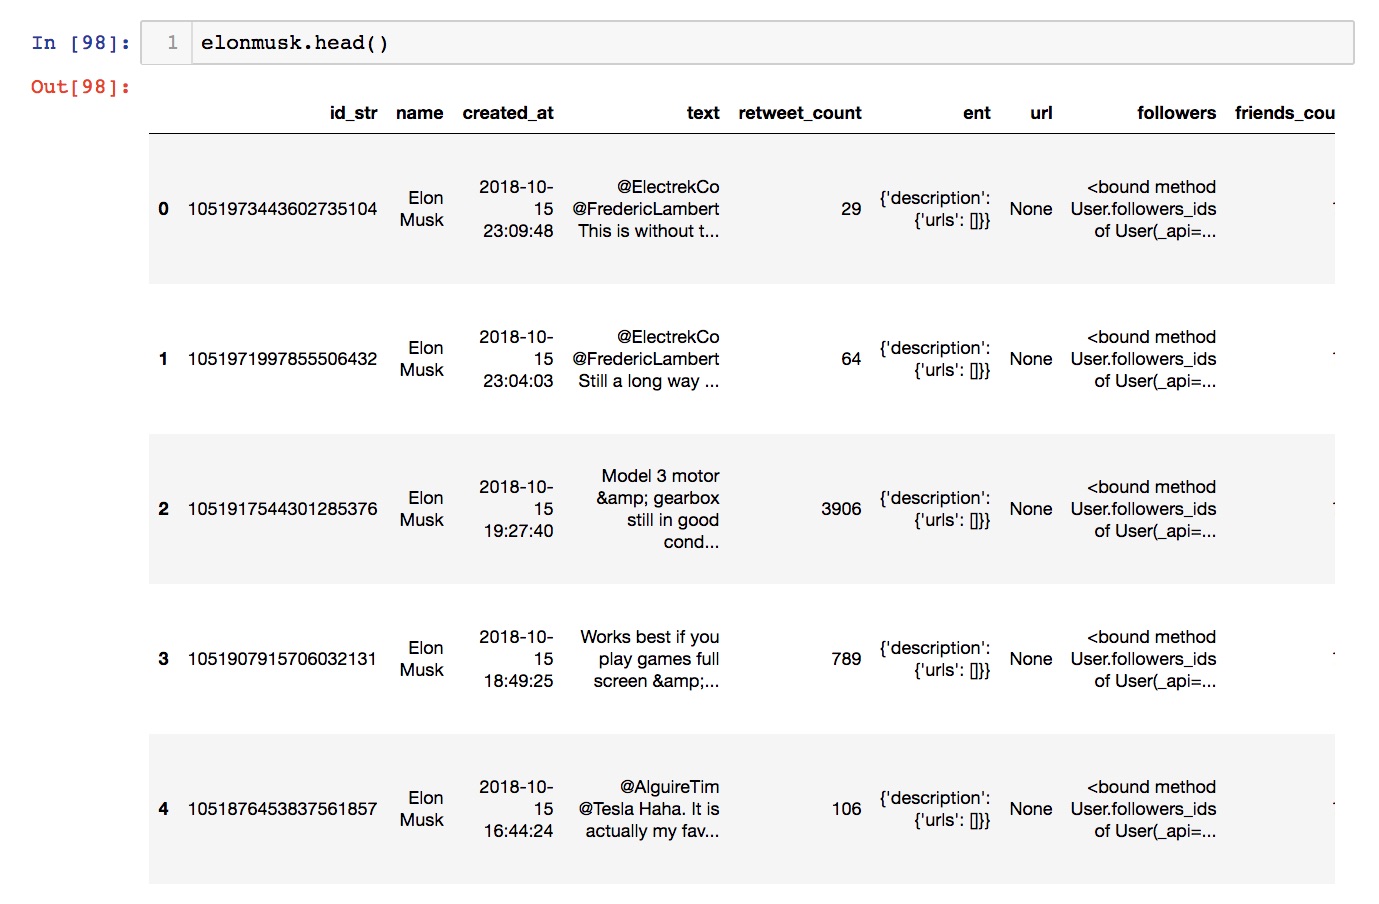 In [98]: 1 elonmusk.head()
Out[98]:
id_str name created_at text retweet_count ent url followers friends_cou
0 1051973443602735104 Elon Musk 2018-10-15 23:09:48 @ElectrekCo @FredericLambert This is without t... 29 {'description': {'urls': []}} None <bound method User.followers_ids of User(_api=...
1 1051971997855506432 Elon Musk 2018-10-15 23:04:03 @ElectrekCo @FredericLambert Still a long way ... 64 {'description': {'urls': []}} None <bound method User.followers_ids of User(_api=...
2 1051917544301285376 Elon Musk 2018-10-15 19:27:40 Model 3 motor &amp; gearbox still in good cond... 3906 {'description': {'urls': []}} None <bound method User.followers_ids of User(_api=...
3 1051907915706032131 Elon Musk 2018-10-15 18:49:25 Works best if you play games full screen &amp;... 789 {'description': {'urls': []}} None <bound method User.followers_ids of User(_api=...
4 1051876453837561857 Elon Musk 2018-10-15 16:44:24 @AlguireTim @Tesla Haha. It is actually my fav... 106 {'description': {'urls': []}} None <bound method User.followers_ids of User(_api=...